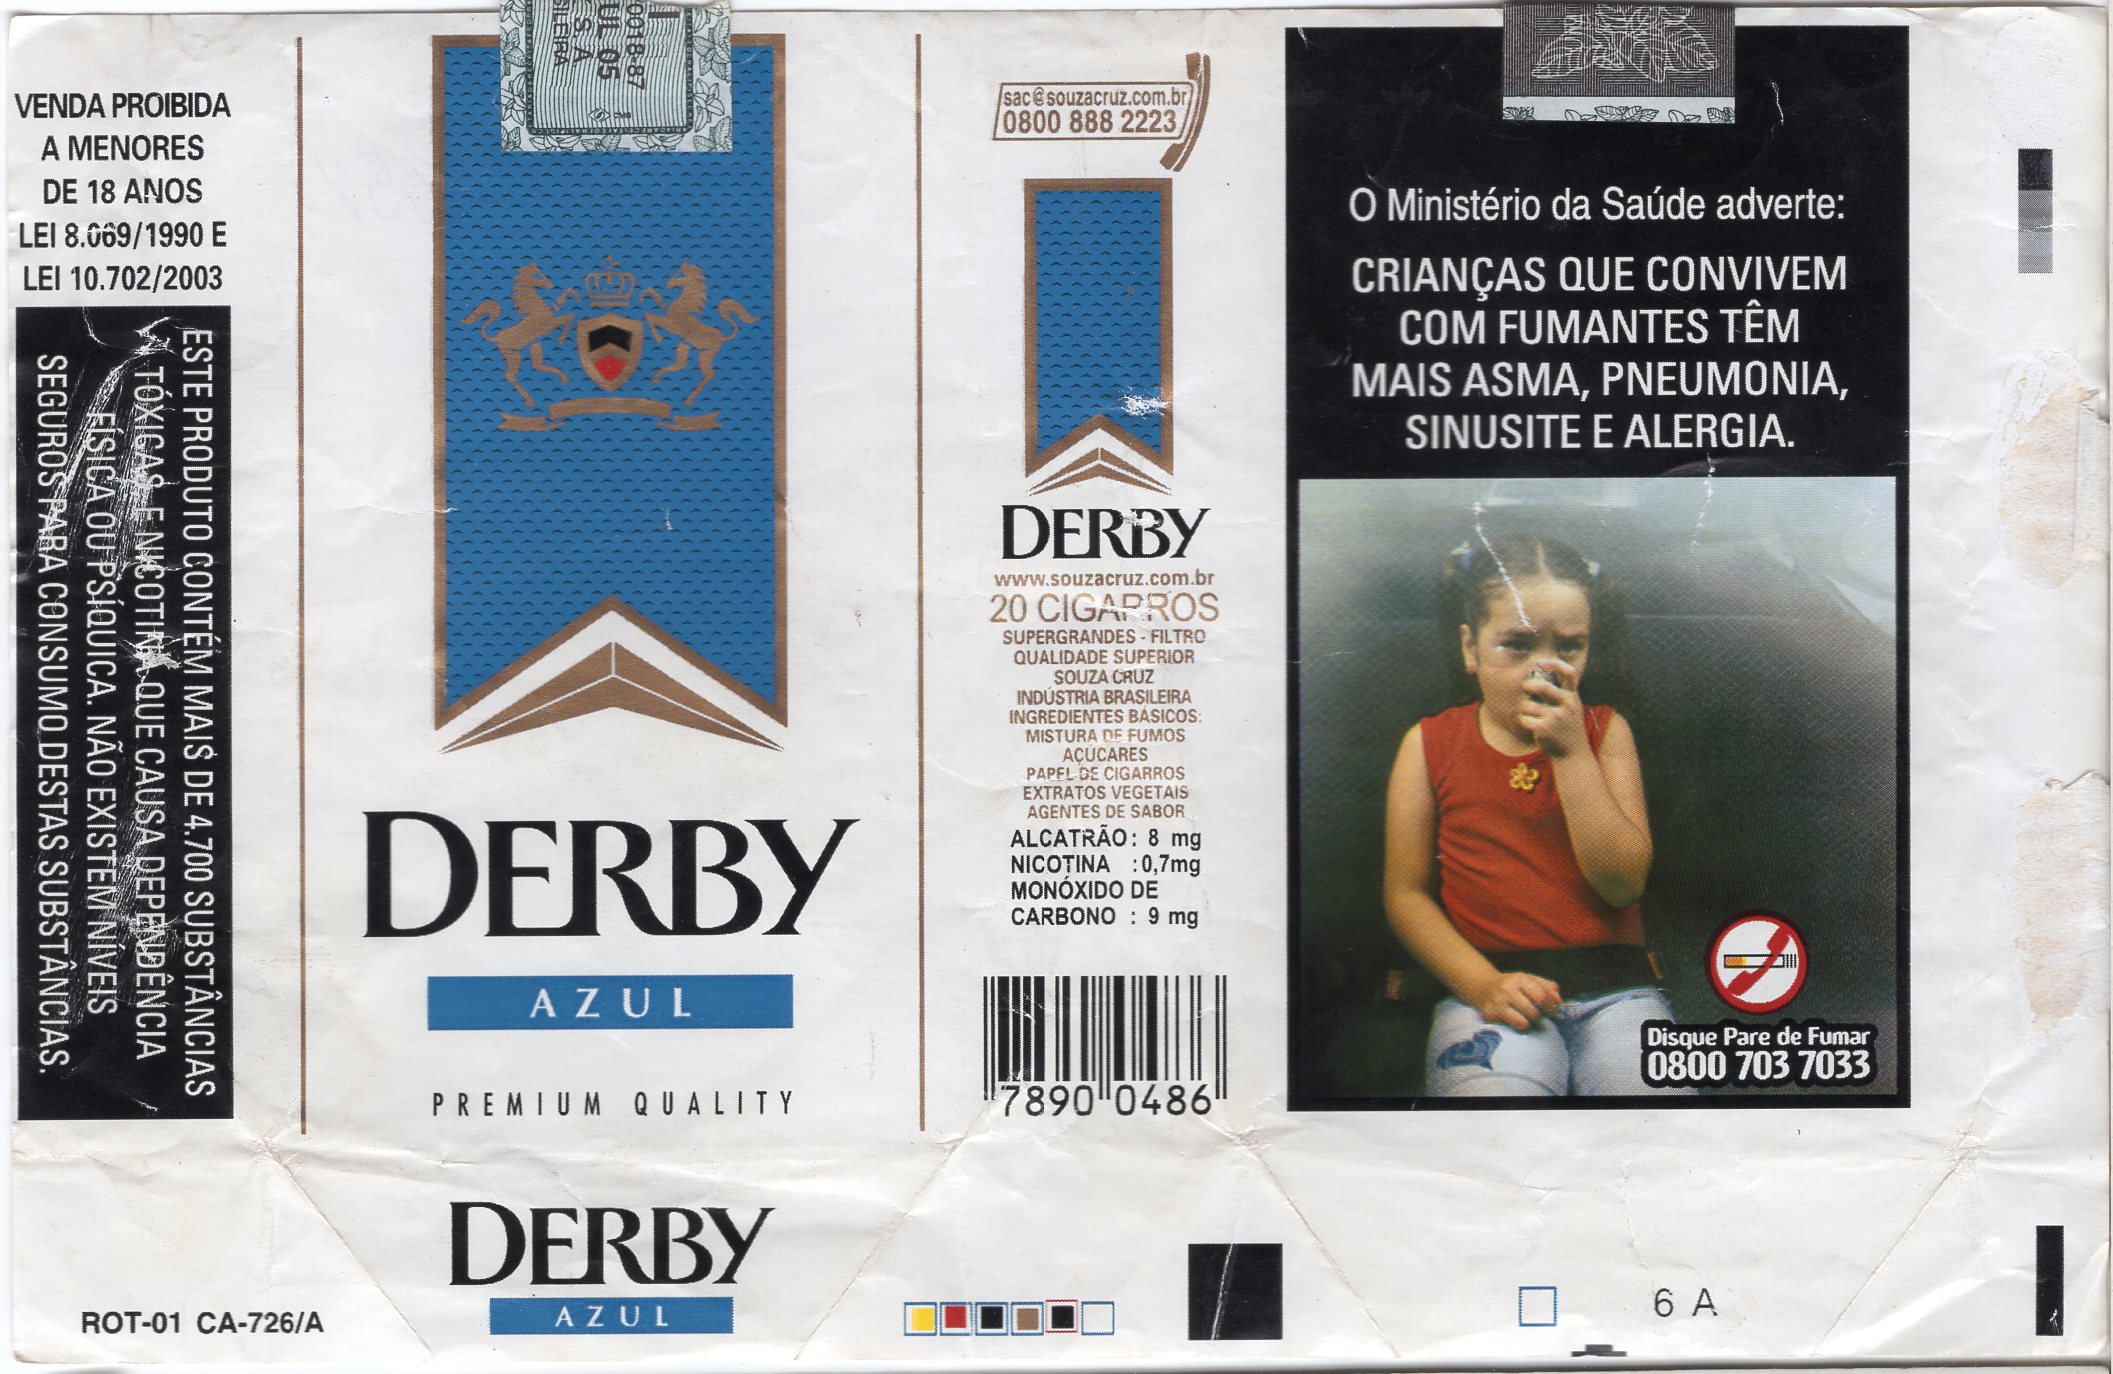 VENDA PROIBIDA
A MENORES
DE 18 ANOS
LEI 8.069/1990 E
LEI 10.702/2003
ESTE PRODUTO CONTÉM MAIS DE 4.700 SUBSTÂNCIAS
TÓXICAS E NICOTINA QUE CAUSA DEPENDÊNCIA
FÍSICA OU PSÍQUICA. NÃO EXISTEM NÍVEIS
SEGUROS PARA CONSUMO DESTAS SUBSTÂNCIAS.
ROT-01 CA-726/A
0018-87
UL 05
S.A
SLEIRA
DERBY
AZUL
PREMIUM QUALITY
DERBY
AZUL
sac@souzacruz.com.br
0800 888 2223
DERBY
www.souzacruz.com.br
20 CIGARROS
SUPERGRANDES - FILTRO
QUALIDADE SUPERIOR
SOUZA CRUZ
INDÚSTRIA BRASILEIRA
INGREDIENTES BÁSICOS:
MISTURA DE FUMOS
AÇÚCARES
PAPEL DE CIGARROS
EXTRATOS VEGETAIS
AGENTES DE SABOR
ALCATRÃO: 8 mg
NICOTINA : 0,7mg
MONÓXIDO DE
CARBONO : 9 mg
7890 0486
O Ministério da Saúde adverte:
CRIANÇAS QUE CONVIVEM
COM FUMANTES TÊM
MAIS ASMA, PNEUMONIA,
SINUSITE E ALERGIA.
Disque Pare de Fumar
0800 703 7033
6 A